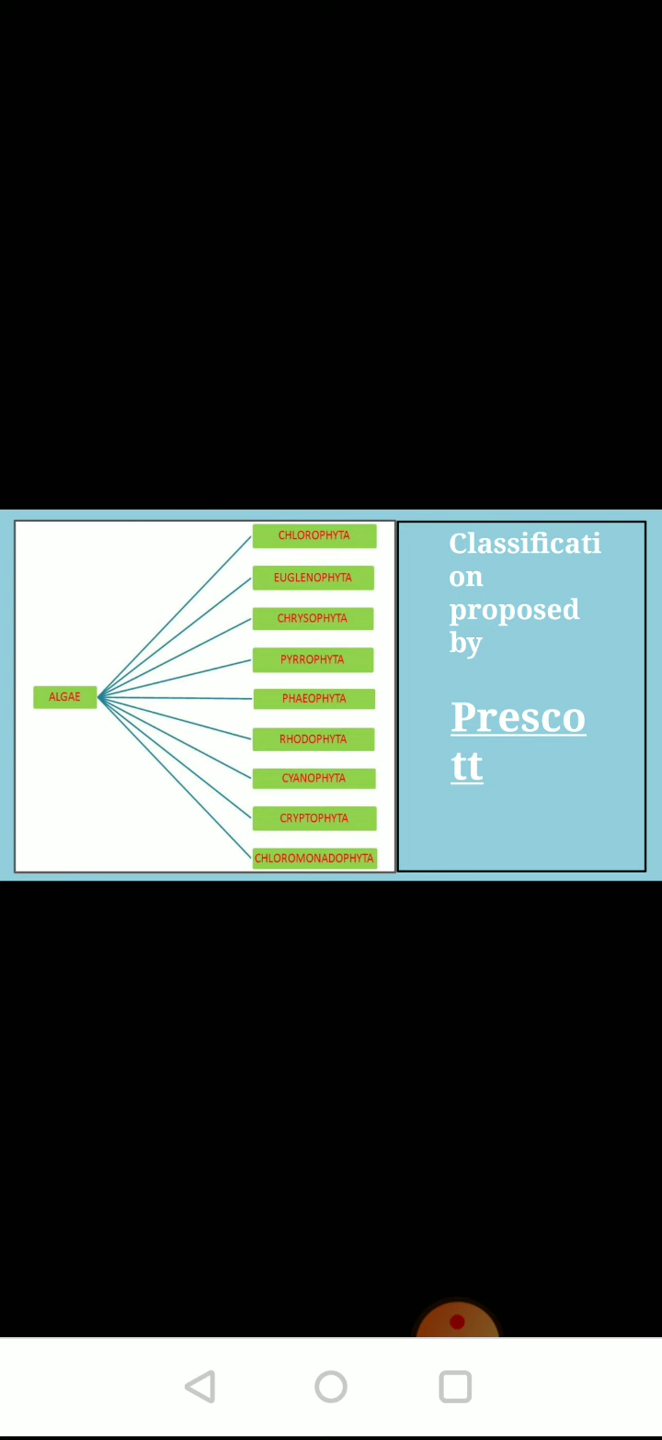 CHLOROPHYTA
EUGLENOPHYTA
CHRYSOPHYTA
PYRROPHYTA
ALGAE
PHAEOPHYTA
RHODOPHYTA
CYANOPHYTA
CRYPTOPHYTA
CHLOROMONADOPHYTA
Classificati
on
proposed
by
Presco
tt